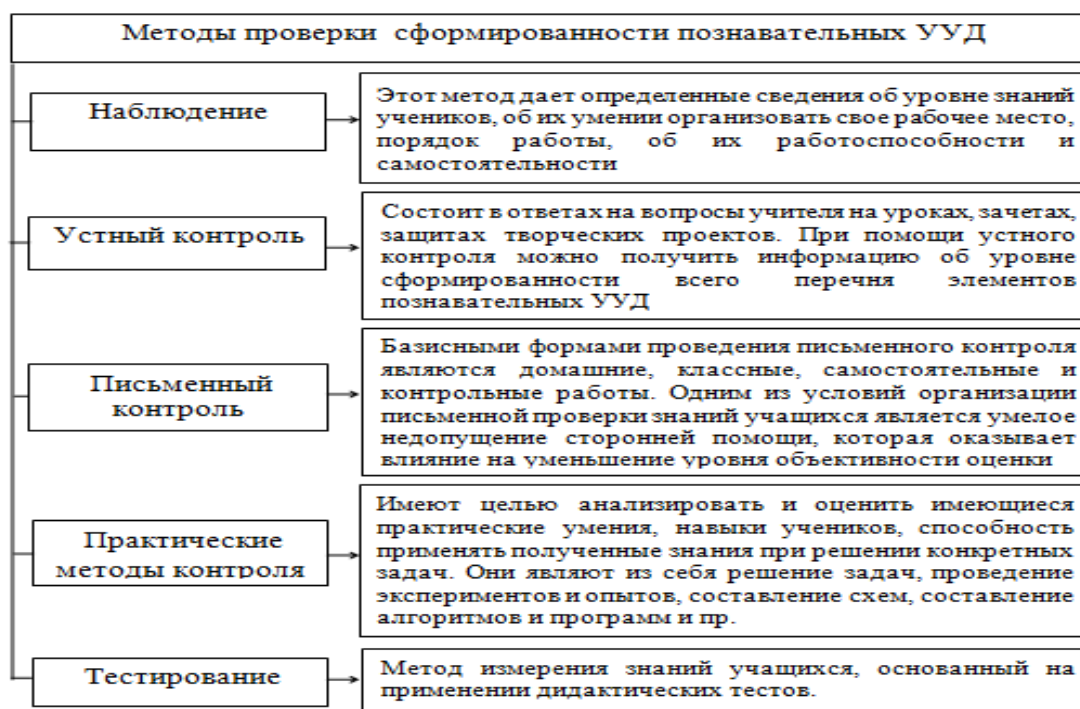 Методы проверки сформированности познавательных УУД
Наблюдение
Этот метод дает определенные сведения об уровне знаний
учеников, об их умении организовать свое рабочее место,
порядок работы, об их работоспособности и
самостоятельности
Устный контроль
Состоит в ответах на вопросы учителя на уроках, зачетах,
защитах творческих проектов. При помощи устного
контроля можно получить информацию об уровне
сформированности всего перечня элементов
познавательных УУД
Письменный
контроль
Базисными формами проведения письменного контроля
являются домашние, классные, самостоятельные и
контрольные работы. Одним из условий организации
письменной проверки знаний учащихся является умелое
недопущение сторонней помощи, которая оказывает
влияние на уменьшение уровня объективности оценки
Практические
методы контроля
Имеют целью анализировать и оценить имеющиеся
практические умения, навыки учеников, способность
применять полученные знания при решении конкретных
задач. Они являют из себя решение задач, проведение
экспериментов и опытов, составление схем, составление
алгоритмов и программ и пр.
Тестирование
Метод измерения знаний учащихся, основанный на
применении дидактических тестов.